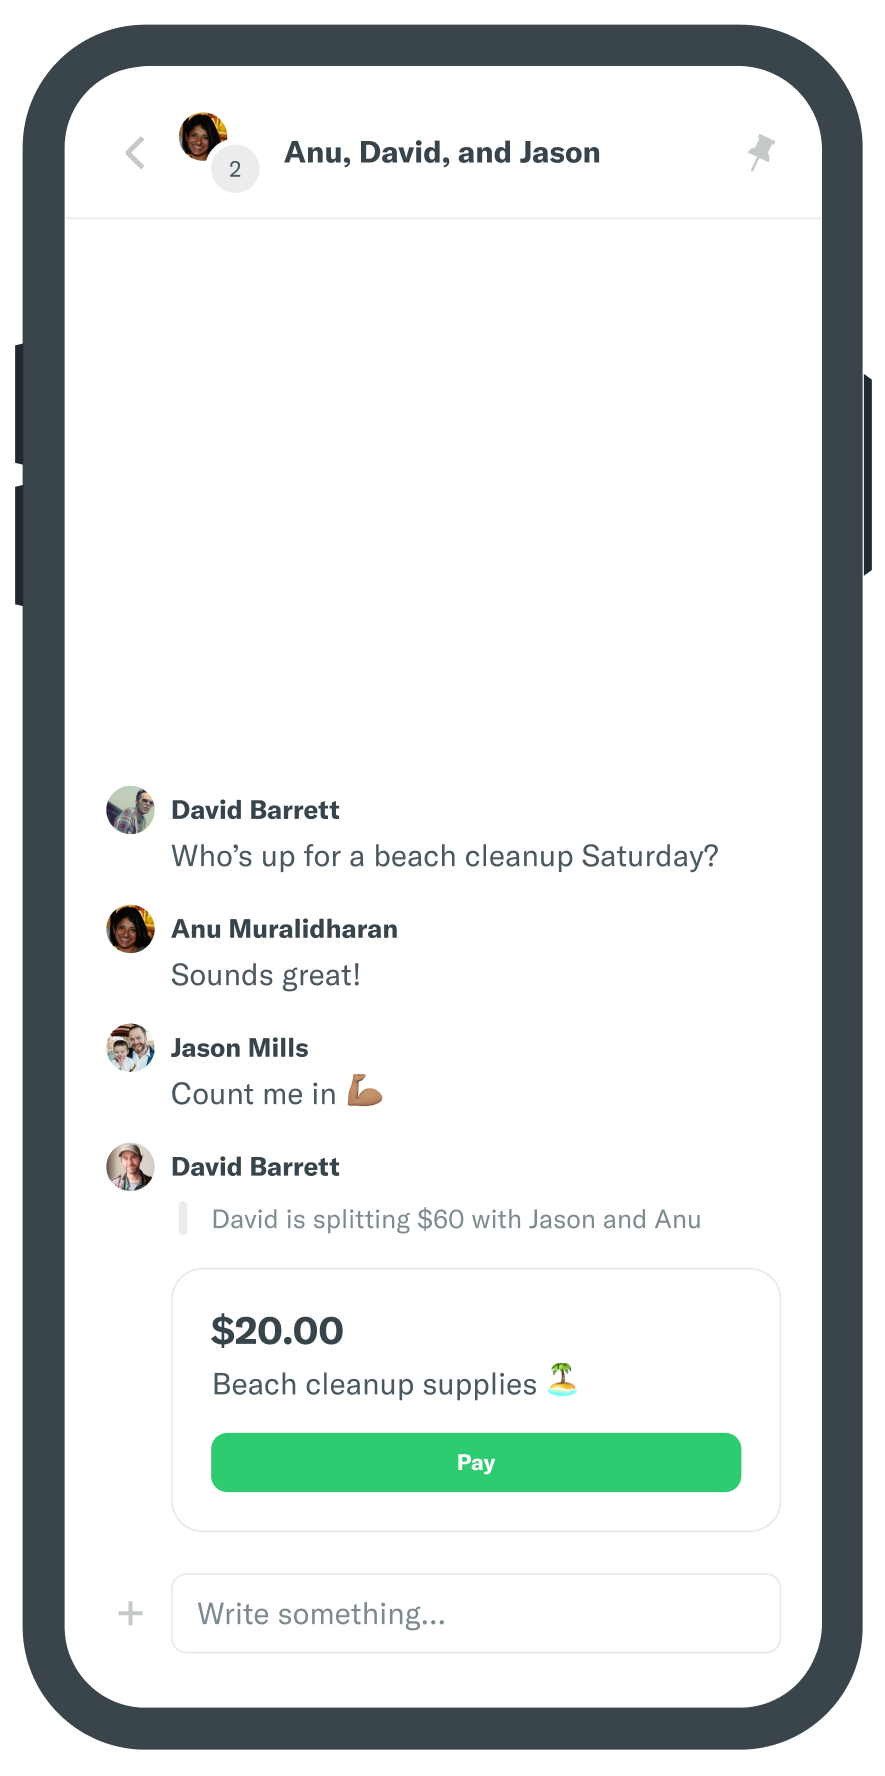 2
Anu, David, and Jason
David Barrett
Who’s up for a beach cleanup Saturday?
Anu Muralidharan
Sounds great!
Jason Mills
Count me in 💪🏽
David Barrett
David is splitting $60 with Jason and Anu
$20.00
Beach cleanup supplies 🏝️
Pay
Write something...